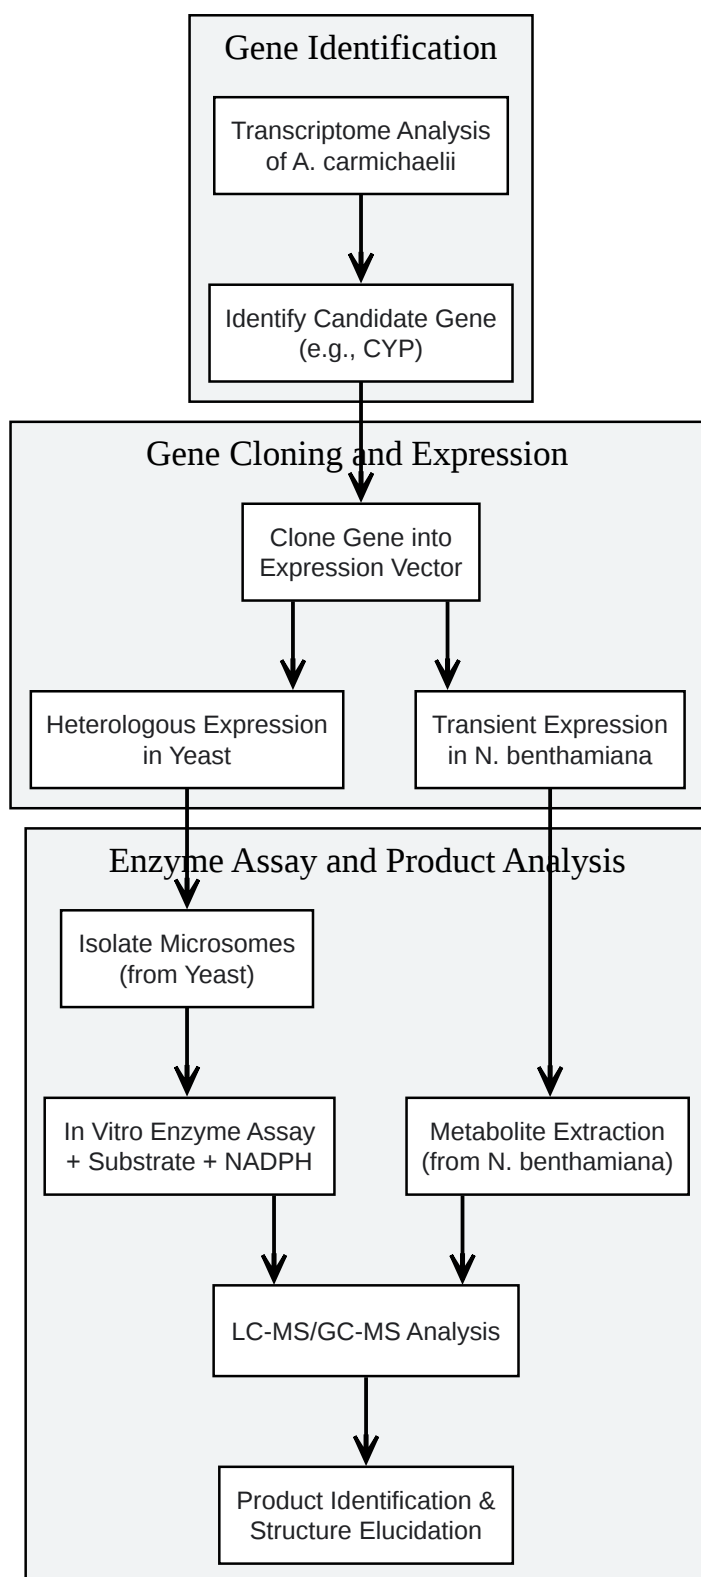 Gene Identification
Transcriptome Analysis
of A. carmichaelii
Identify Candidate Gene
(e.g., CYP)
Gene Cloning and Expression
Clone Gene into
Expression Vector
Heterologous Expression
in Yeast
Transient Expression
in N. benthamiana
Enzyme Assay and Product Analysis
Isolate Microsomes
(from Yeast)
In Vitro Enzyme Assay
+ Substrate + NADPH
Metabolite Extraction
(from N. benthamiana)
LC-MS/GC-MS Analysis
Product Identification &
Structure Elucidation